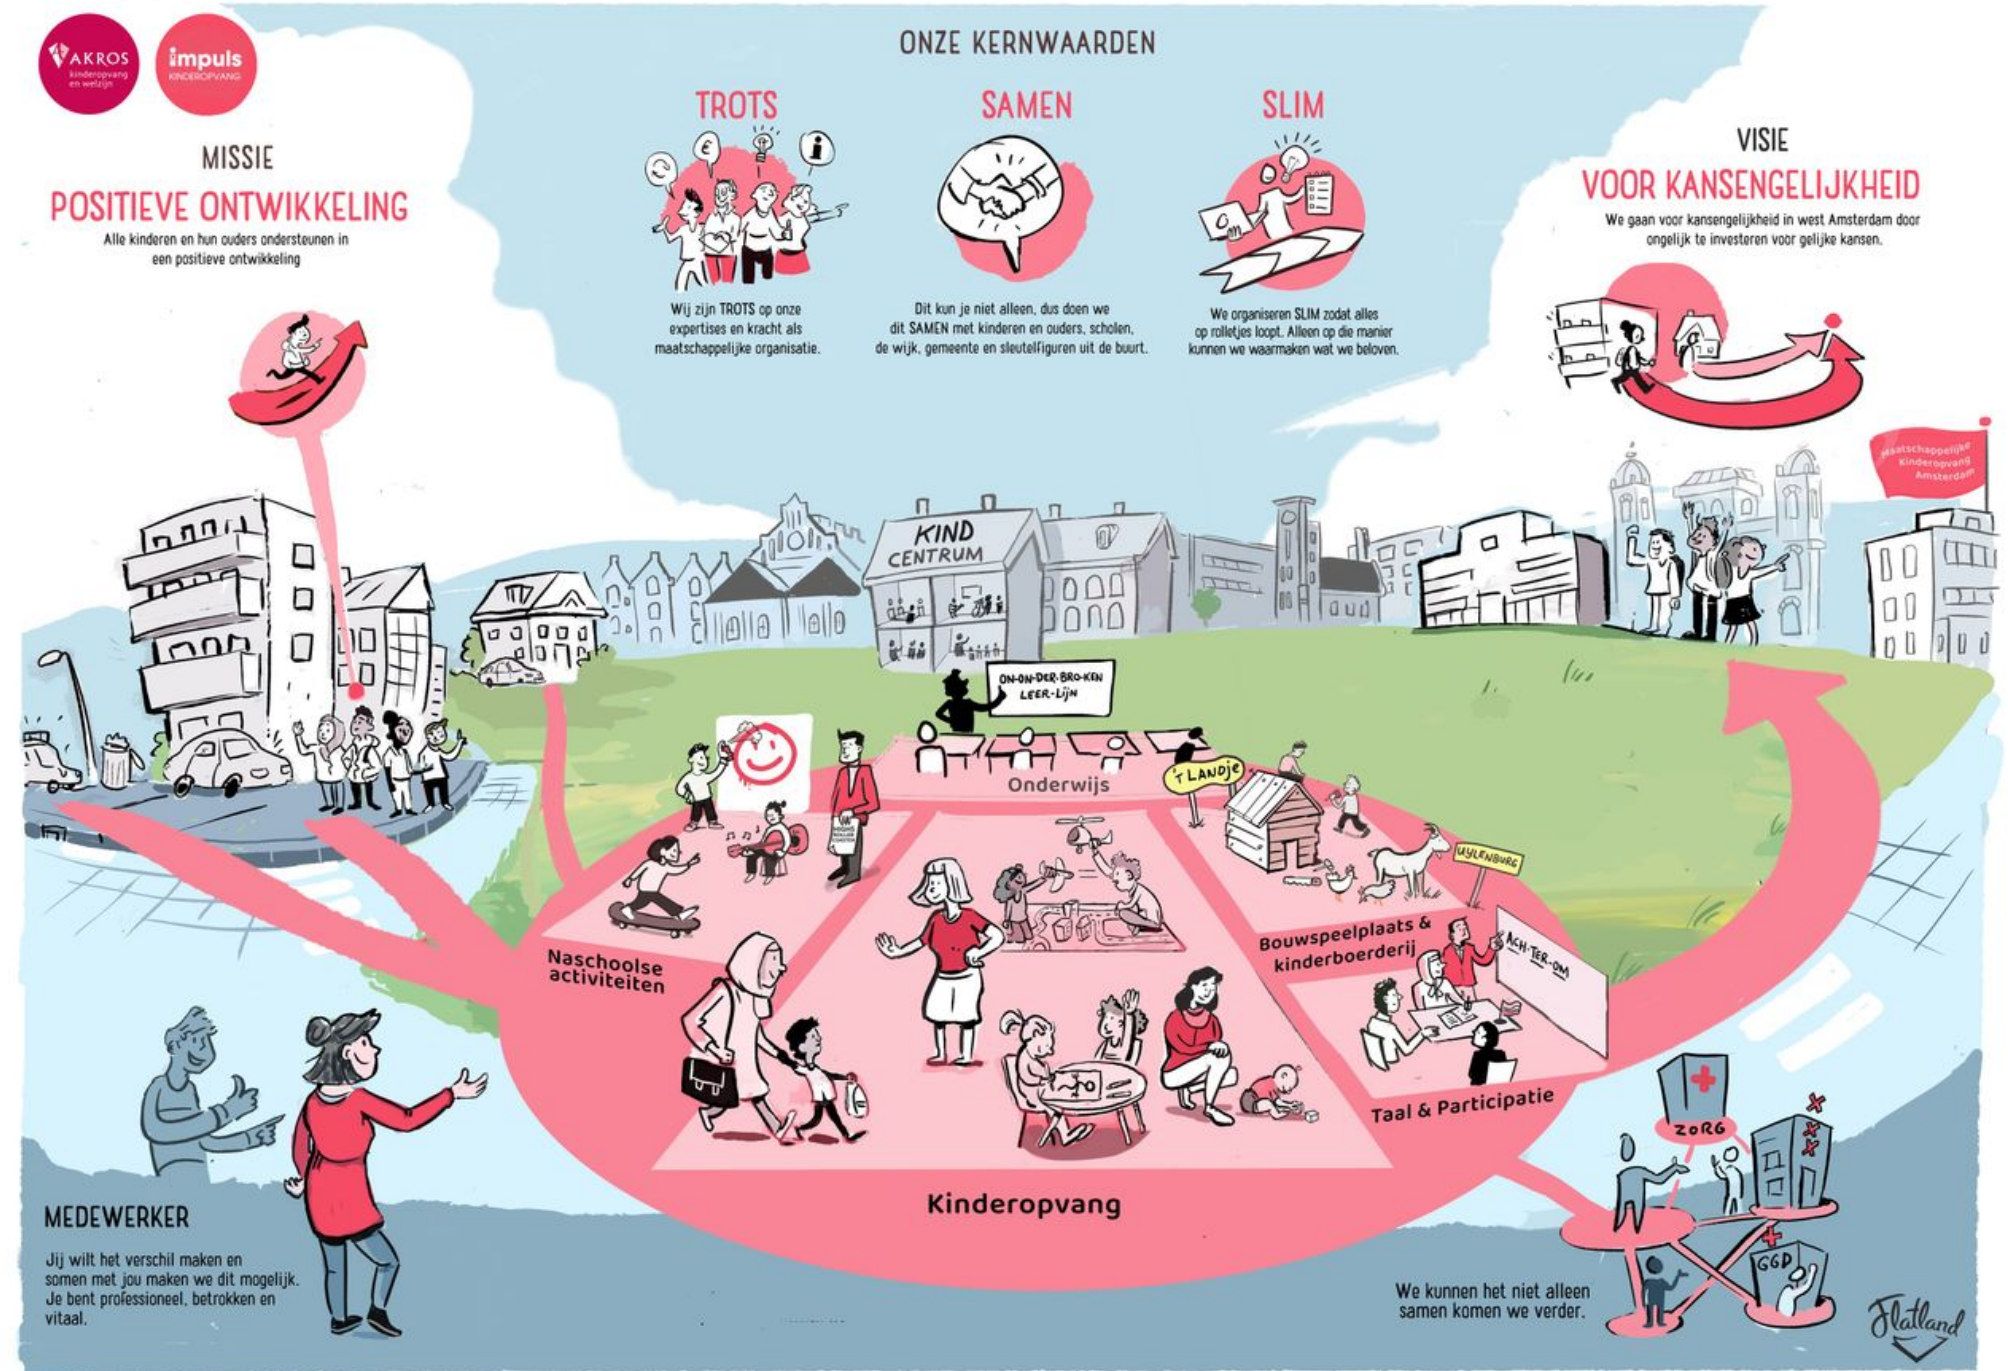 AKROS
kinderopvang
en welzijn
impuls
KINDEROPVANG
MISSIE
POSITIEVE ONTWIKKELING
Alle kinderen en hun ouders ondersteunen in
een positieve ontwikkeling
ONZE KERNWAARDEN
TROTS
Wij zijn TROTS op onze
expertises en kracht als
maatschappelijke organisatie.
SAMEN
Dit kun je niet alleen, dus doen we
dit SAMEN met kinderen en ouders, scholen,
de wijk, gemeente en sleutelfiguren uit de buurt.
SLIM
We organiseren SLIM zodat alles
op rolletjes loopt. Alleen op die manier
kunnen we waarmaken wat we beloven.
VISIE
VOOR KANSENGELIJKHEID
We gaan voor kansengelijkheid in west Amsterdam door
ongelijk te investeren voor gelijke kansen.
Maatschappelijke
Kinderopvang
Amsterdam
KIND
CENTRUM
ON-ON-DER-BRO-KEN
LEER-LIJN
Onderwijs
'T LANDJE
UYLENBURG
Naschoolse
activiteiten
Bouwspeelplaats &
kinderboerderij
ACH-TER-OM
Taal & Participatie
Kinderopvang
MEDEWERKER
Jij wilt het verschil maken en
somen met jou maken we dit mogelijk.
Je bent professioneel, betrokken en
vitaal.
ZORG
GGD
We kunnen het niet alleen
samen komen we verder.
Flatland